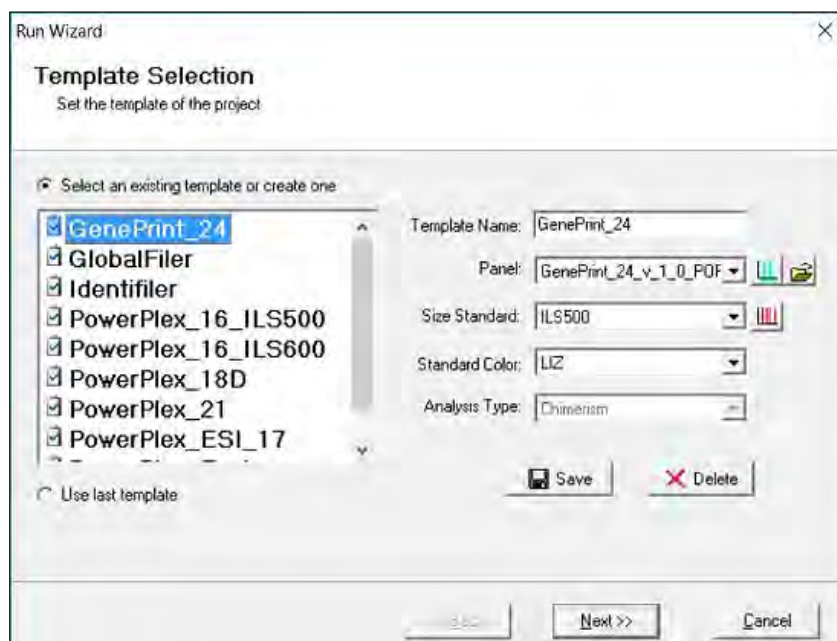 Run Wizard
Template Selection
Set the template of the project
Select an existing template or create one
GenePrint_24
GlobalFiler
Identifiler
PowerPlex_16_ILS500
PowerPlex_16_ILS600
PowerPlex_18D
PowerPlex_21
PowerPlex_ESI_17
Use last template
Template Name: GenePrint_24
Panel: GenePrint_24_v_1_0_POF
Size Standard: ILS500
Standard Color: LIZ
Analysis Type: Chimerism
Save Delete
Next >> Cancel